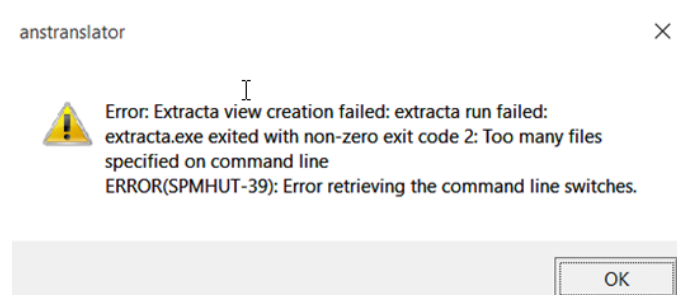 anstranslator
Error: Extracta view creation failed: extracta run failed:
extracta.exe exited with non-zero exit code 2: Too many files
specified on command line
ERROR(SPMHUT-39): Error retrieving the command line switches.
OK